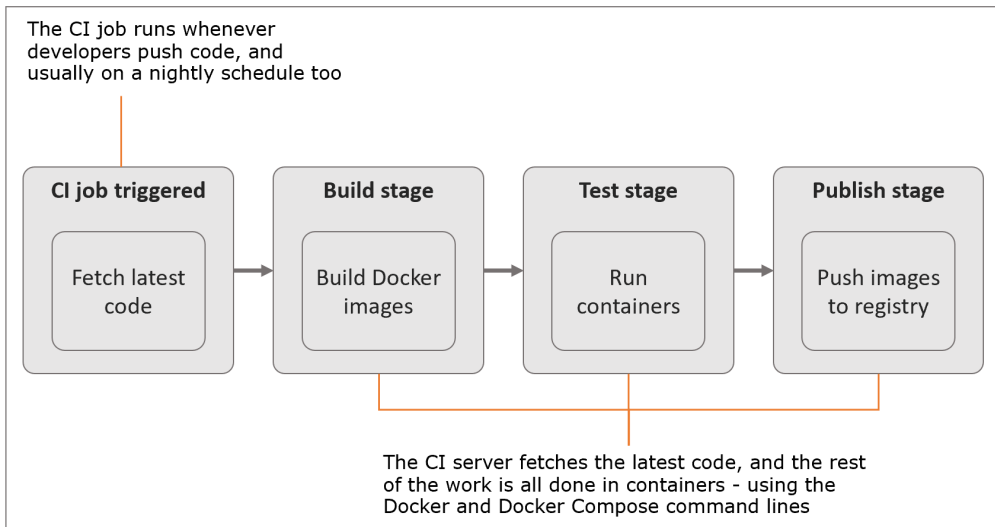 The CI job runs whenever
developers push code, and
usually on a nightly schedule too
CI job triggered
Fetch latest
code
Build stage
Build Docker
images
Test stage
Run
containers
Publish stage
Push images
to registry
The CI server fetches the latest code, and the rest
of the work is all done in containers - using the
Docker and Docker Compose command lines